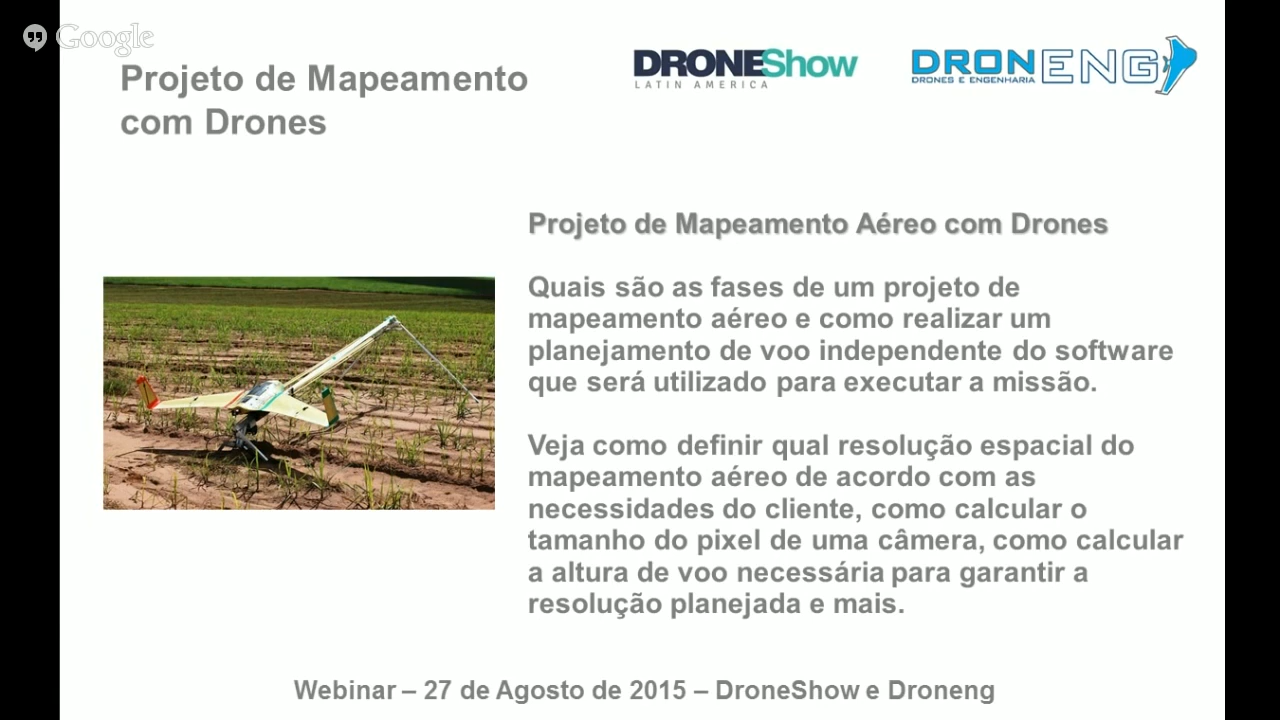 Google
Projeto de Mapeamento
com Drones
DRONEShow
LATIN AMERICA
DRONENG
DRONES E ENGENHARIA
Projeto de Mapeamento Aéreo com Drones
Quais são as fases de um projeto de
mapeamento aéreo e como realizar um
planejamento de voo independente do software
que será utilizado para executar a missão.
Veja como definir qual resolução espacial do
mapeamento aéreo de acordo com as
necessidades do cliente, como calcular o
tamanho do pixel de uma câmera, como calcular
a altura de voo necessária para garantir a
resolução planejada e mais.
Webinar – 27 de Agosto de 2015 – DroneShow e Droneng